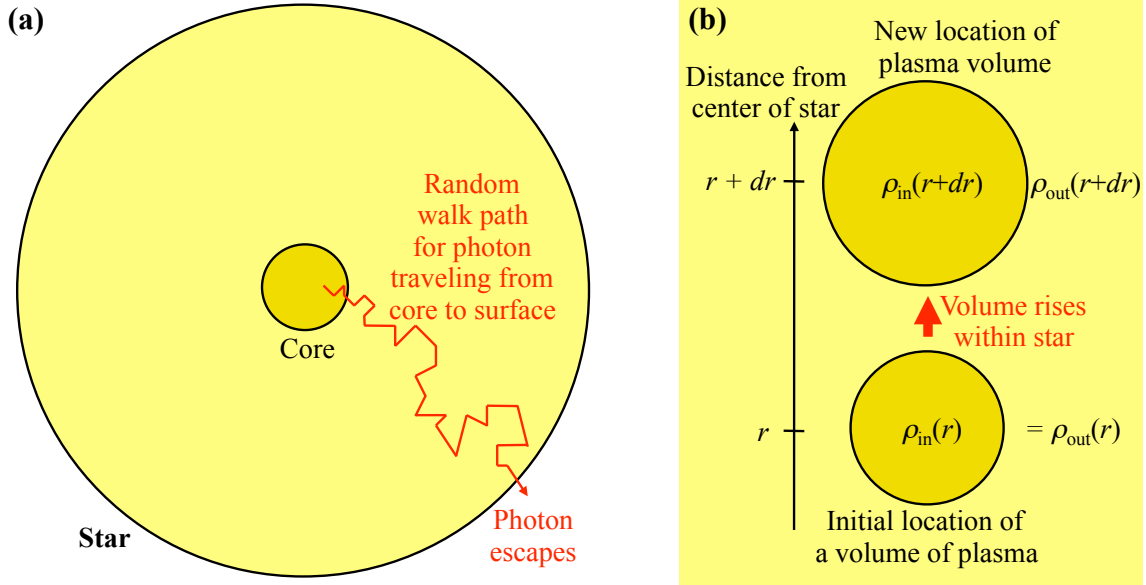 (a)
Random
walk path
for photon
traveling from
core to surface
Core
Photon
escapes
Star
(b)
New location of
plasma volume
Distance from
center of star
r + dr
ρin(r+dr)
ρout(r+dr)
Volume rises
within star
r
ρin(r)
= ρout(r)
Initial location of
a volume of plasma